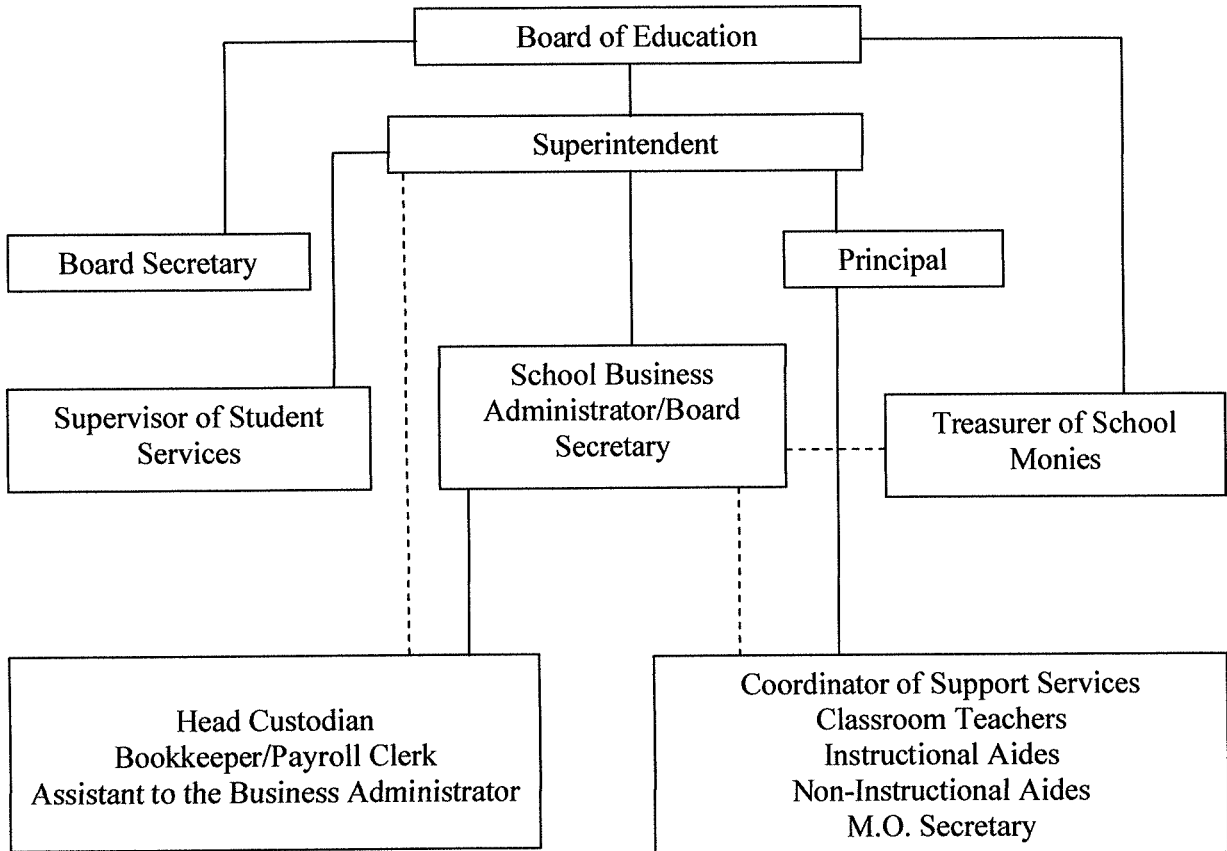 Board of Education
Superintendent
Board Secretary
Principal
School Business
Administrator/Board
Secretary
Supervisor of Student
Services
Treasurer of School
Monies
Head Custodian
Bookkeeper/Payroll Clerk
Assistant to the Business Administrator
Coordinator of Support Services
Classroom Teachers
Instructional Aides
Non-Instructional Aides
M.O. Secretary